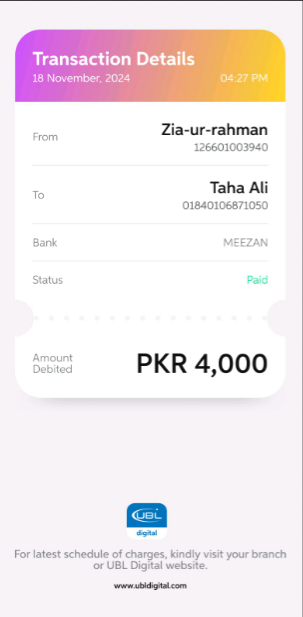 Transaction Details
18 November, 2024 04:27 PM
From Zia-ur-rahman
126601003940
To Taha Ali
01840106871050
Bank MEEZAN
Status Paid
Amount
Debited PKR 4,000
UBL
digital
For latest schedule of charges, kindly visit your branch
or UBL Digital website.
www.ubldigital.com